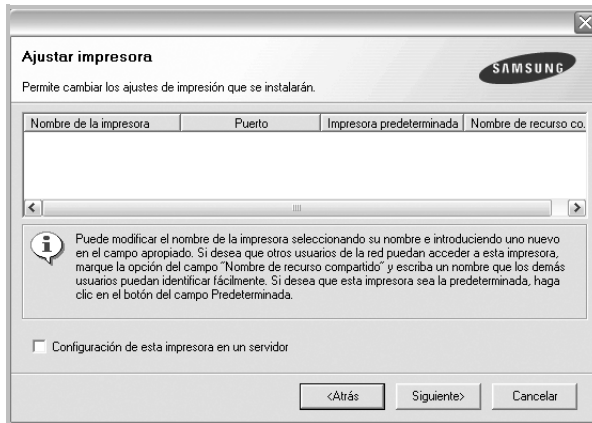 Ajustar impresora
SAMSUNG
Permite cambiar los ajustes de impresión que se instalarán.
Nombre de la impresora Puerto Impresora predeterminada Nombre de recurso co.
Puede modificar el nombre de la impresora seleccionando su nombre e introduciendo uno nuevo
en el campo apropiado. Si desea que otros usuarios de la red puedan acceder a esta impresora,
marque la opción del campo "Nombre de recurso compartido" y escriba un nombre que los demás
usuarios puedan identificar fácilmente. Si desea que esta impresora sea la predeterminada, haga
clic en el botón del campo Predeterminada.
Configuración de esta impresora en un servidor
<Atrás Siguiente> Cancelar